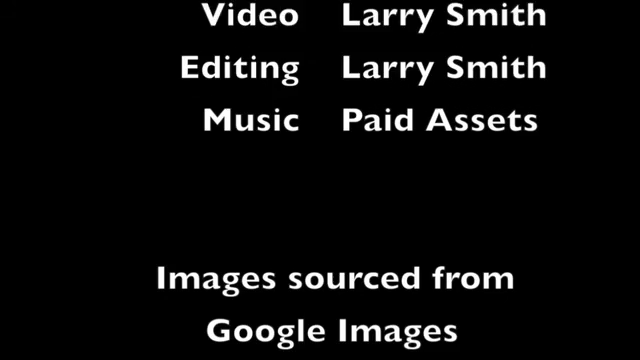 Video Larry Smith
Editing Larry Smith
Music Paid Assets
Images sourced from
Google Images